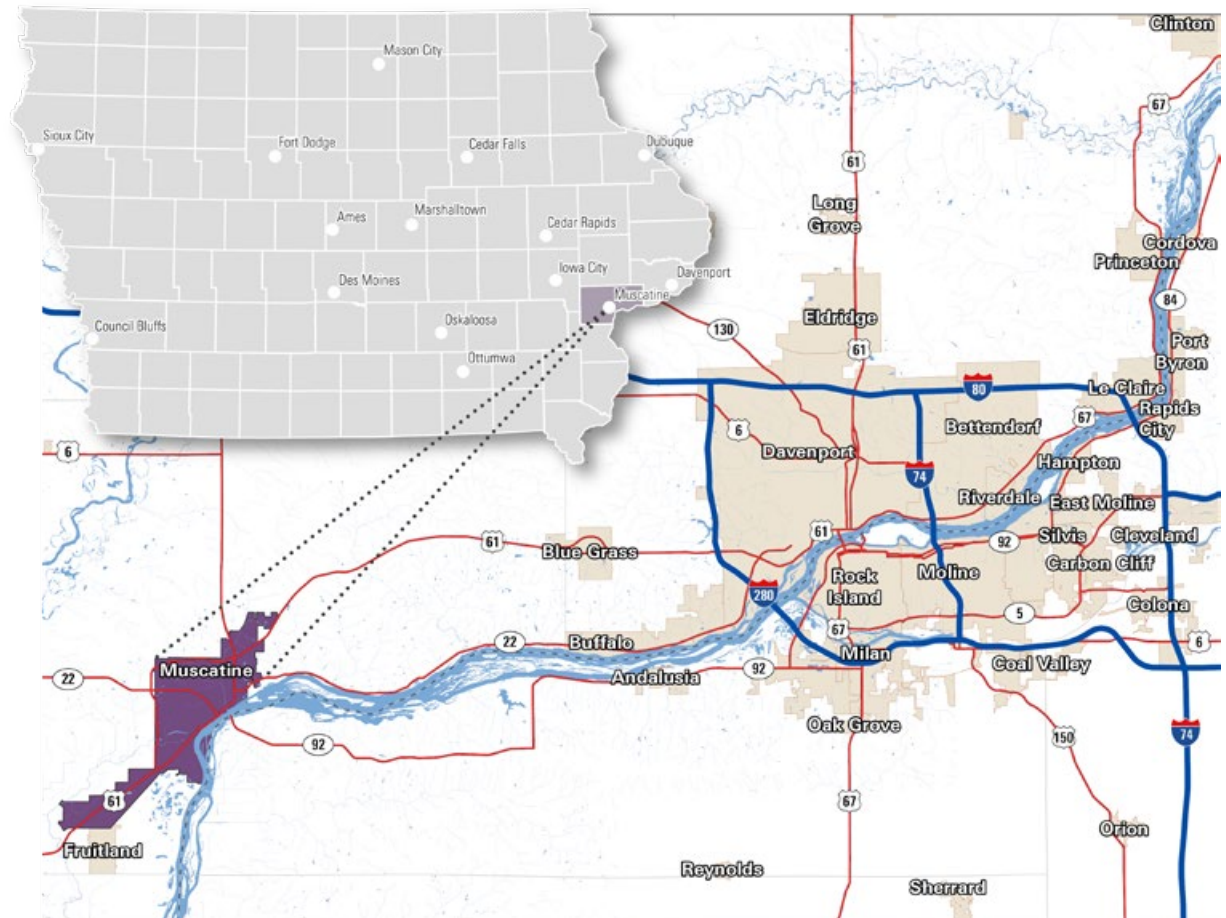 Mason City
Sioux City
Fort Dodge
Cedar Falls
Dubuque
Ames
Marshalltown
Cedar Rapids
Iowa City
Des Moines
Davenport
Muscatine
Council Bluffs
Oskaloosa
Ottumwa
Clinton
67
61
Long
Grove
Cordova
Princeton
84
Eldridge
130
61
Port
Byron
80
Le Claire
Rapids
City
67
Bettendorf
6
Davenport
6
74
Hampton
Riverdale
East Moline
61
61
92
Silvis
Cleveland
Blue Grass
Rock
Island
Moline
Carbon Cliff
280
Colona
5
67
22
Buffalo
6
Milan
Muscatine
22
Andalusia
92
Coal Valley
Oak Grove
92
150
74
61
67
Fruitland
Orion
Reynolds
Sherrard